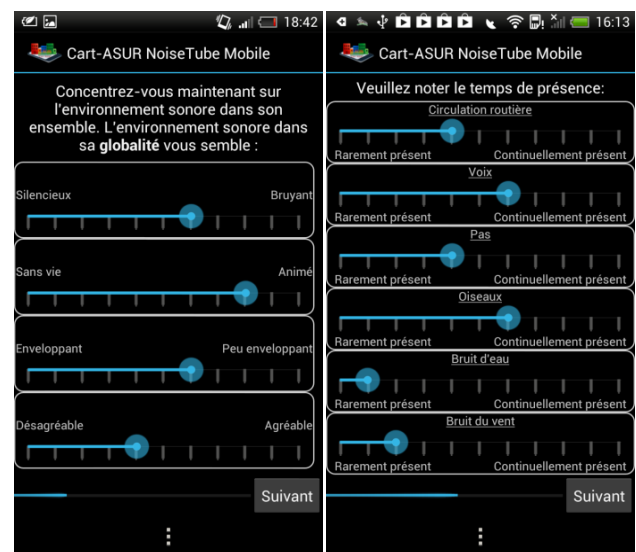 18:42
Cart-ASUR NoiseTube Mobile
Concentrez-vous maintenant sur
l'environnement sonore dans son
ensemble. L'environnement sonore dans
sa globalité vous semble :
Silencieux Bruyant
Sans vie Animé
Enveloppant Peu enveloppant
Désagréable Agréable
Suivant
16:13
Cart-ASUR NoiseTube Mobile
Veuillez noter le temps de présence:
Circulation routière
Rarement présent Continuellement présent
Voix
Rarement présent Continuellement présent
Pas
Rarement présent Continuellement présent
Oiseaux
Rarement présent Continuellement présent
Bruit d'eau
Rarement présent Continuellement présent
Bruit du vent
Rarement présent Continuellement présent
Suivant